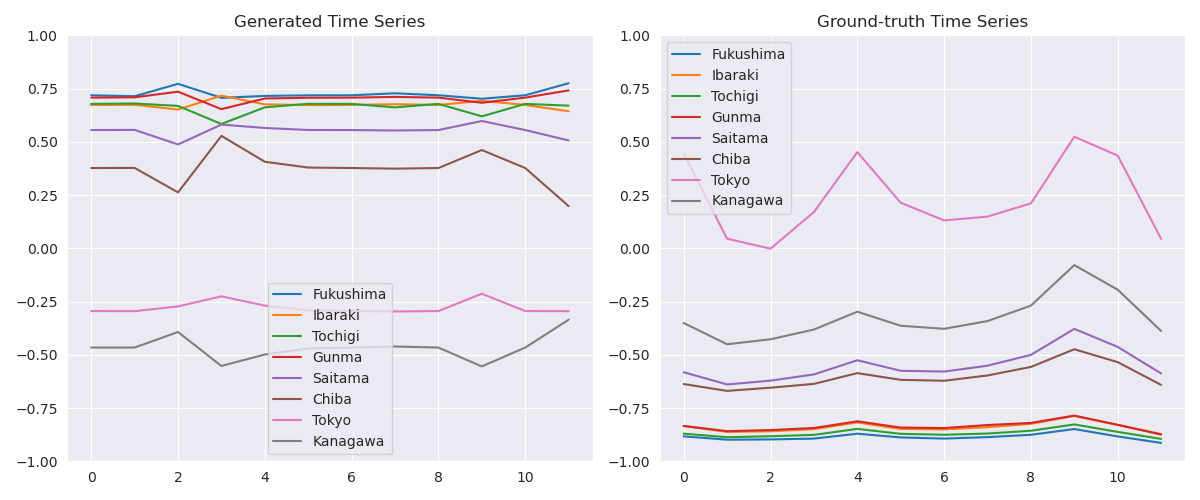 Generated Time Series
1.00
0.75
0.50
0.25
0.00
−0.25
−0.50
−0.75
−1.00
0
2
4
6
8
10
Fukushima
Ibaraki
Tochigi
Gunma
Saitama
Chiba
Tokyo
Kanagawa
Ground-truth Time Series
1.00
0.75
0.50
0.25
0.00
−0.25
−0.50
−0.75
−1.00
0
2
4
6
8
10
Fukushima
Ibaraki
Tochigi
Gunma
Saitama
Chiba
Tokyo
Kanagawa